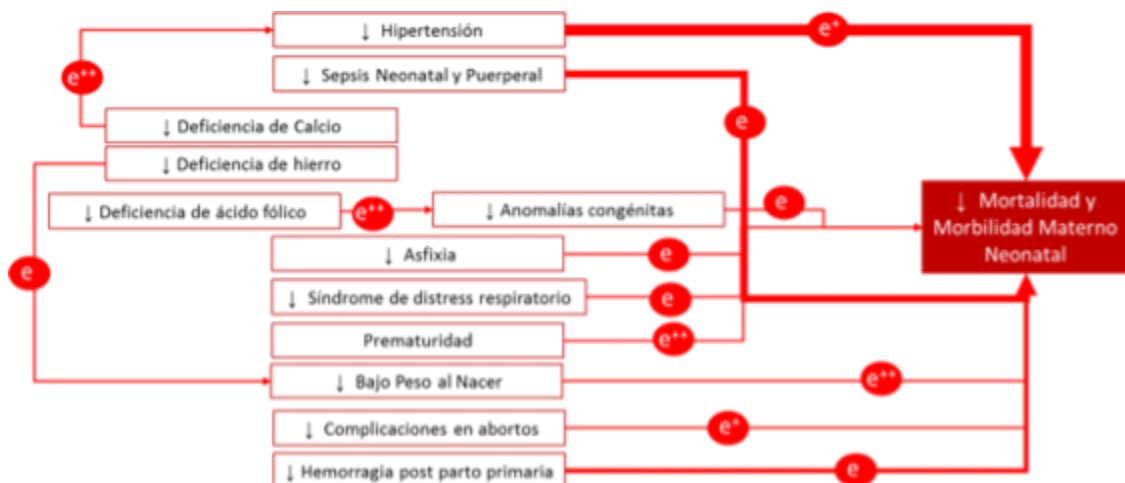 ↓ Hipertensión
e⁺
↓ Sepsis Neonatal y Puerperal
e⁺⁺
e
↓ Deficiencia de Calcio
↓ Deficiencia de hierro
↓ Deficiencia de ácido fólico
e⁺⁺
↓ Anomalías congénitas
e
↓ Mortalidad y
Morbilidad Materno
Neonatal
↓ Asfixia
e
e
↓ Síndrome de distress respiratorio
e
Prematuridad
e⁺⁺
↓ Bajo Peso al Nacer
e⁺⁺
↓ Complicaciones en abortos
e⁺
↓ Hemorragia post parto primaria
e